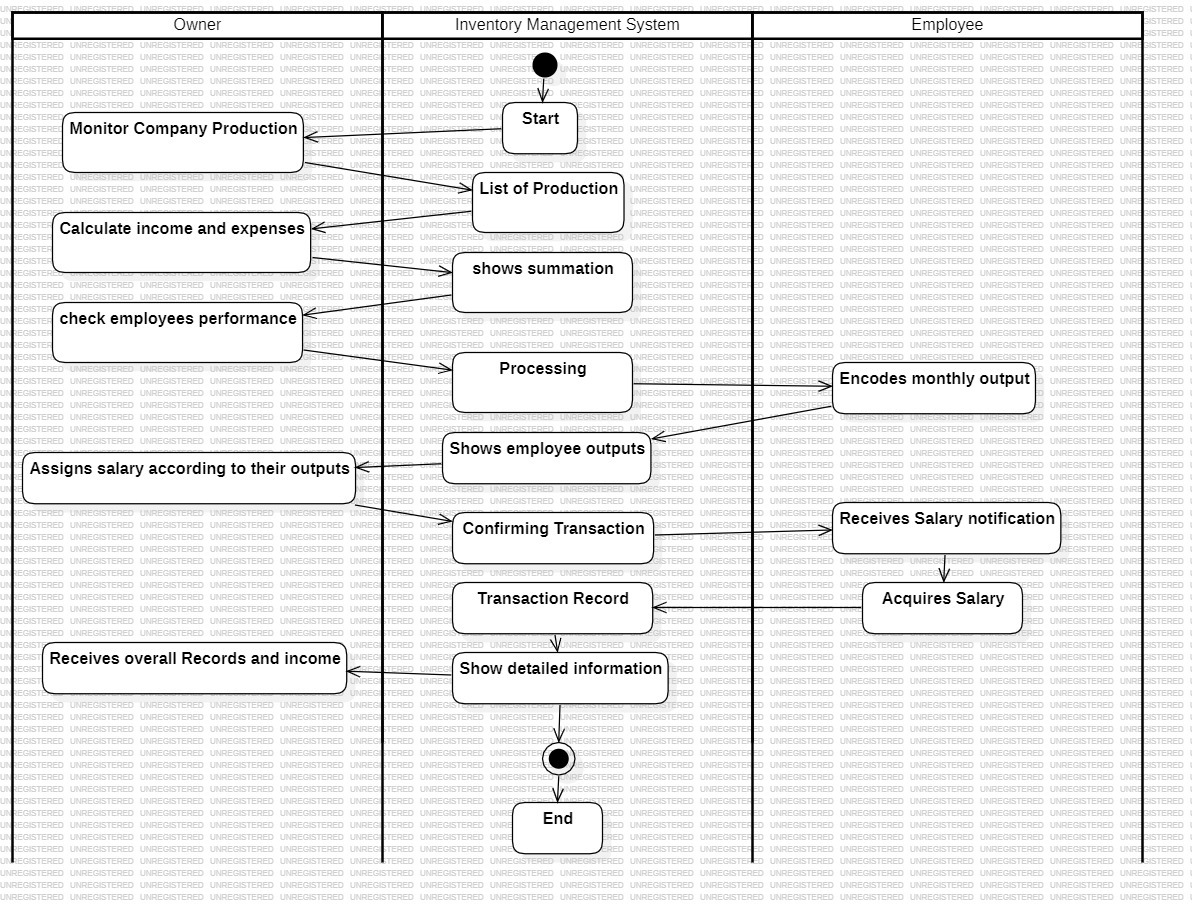 Owner
Inventory Management System
Employee
Start
Monitor Company Production
List of Production
Calculate income and expenses
shows summation
check employees performance
Processing
Encodes monthly output
Shows employee outputs
Assigns salary according to their outputs
Confirming Transaction
Receives Salary notification
Transaction Record
Acquires Salary
Receives overall Records and income
Show detailed information
End
UNREGISTERED